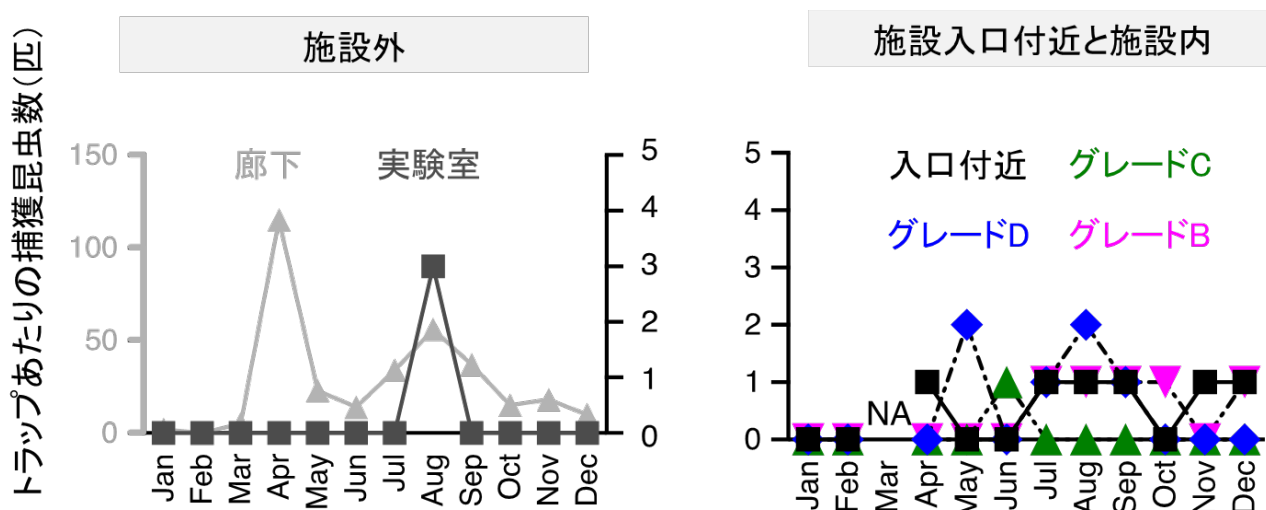 施設外
トラップあたりの捕獲昆虫数(匹)
廊下
実験室
150
100
50
0
5
4
3
2
1
0
Jan
Feb
Mar
Apr
May
Jun
Jul
Aug
Sep
Oct
Nov
Dec
施設入口付近と施設内
入口付近
グレードC
グレードD
グレードB
5
4
3
2
1
0
NA
Jan
Feb
Mar
Apr
May
Jun
Jul
Aug
Sep
Oct
Nov
Dec